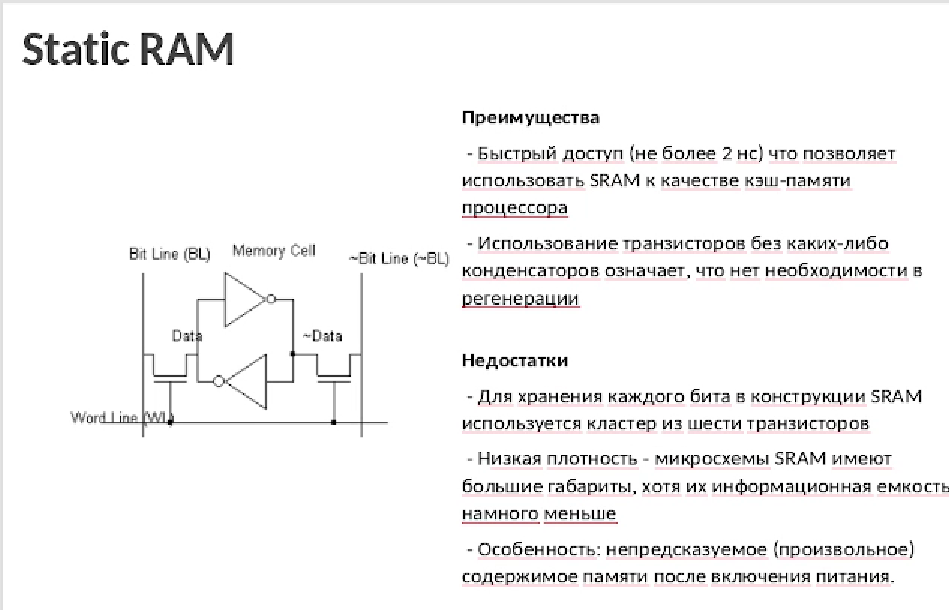 Static RAM
Преимущества
- Быстрый доступ (не более 2 нс) что позволяет
использовать SRAM к качестве кэш-памяти
процессора
- Использование транзисторов без каких-либо
конденсаторов означает, что нет необходимости в
регенерации
Bit Line (BL)
Memory Cell
~Bit Line (~BL)
Data
~Data
Word Line (WL)
Недостатки
- Для хранения каждого бита в конструкции SRAM
используется кластер из шести транзисторов
- Низкая плотность - микросхемы SRAM имеют
большие габариты, хотя их информационная емкость
намного меньше
- Особенность: непредсказуемое (произвольное)
содержимое памяти после включения питания.